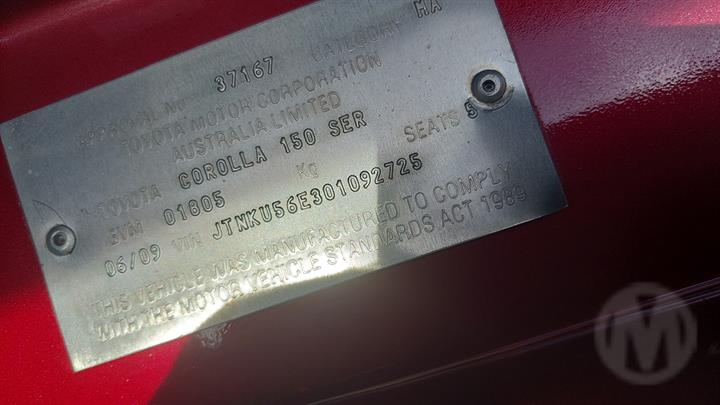 APPROVAL No 37167 CATEGORY MA
TOYOTA MOTOR CORPORATION
AUSTRALIA LIMITED
TOYOTA COROLLA 150 SER SEATS 5
GVM 01805 Kg
06/09 VIN JTNKU56E301092725
THIS VEHICLE WAS MANUFACTURED TO COMPLY
WITH THE MOTOR VEHICLE STANDARDS ACT 1989
M